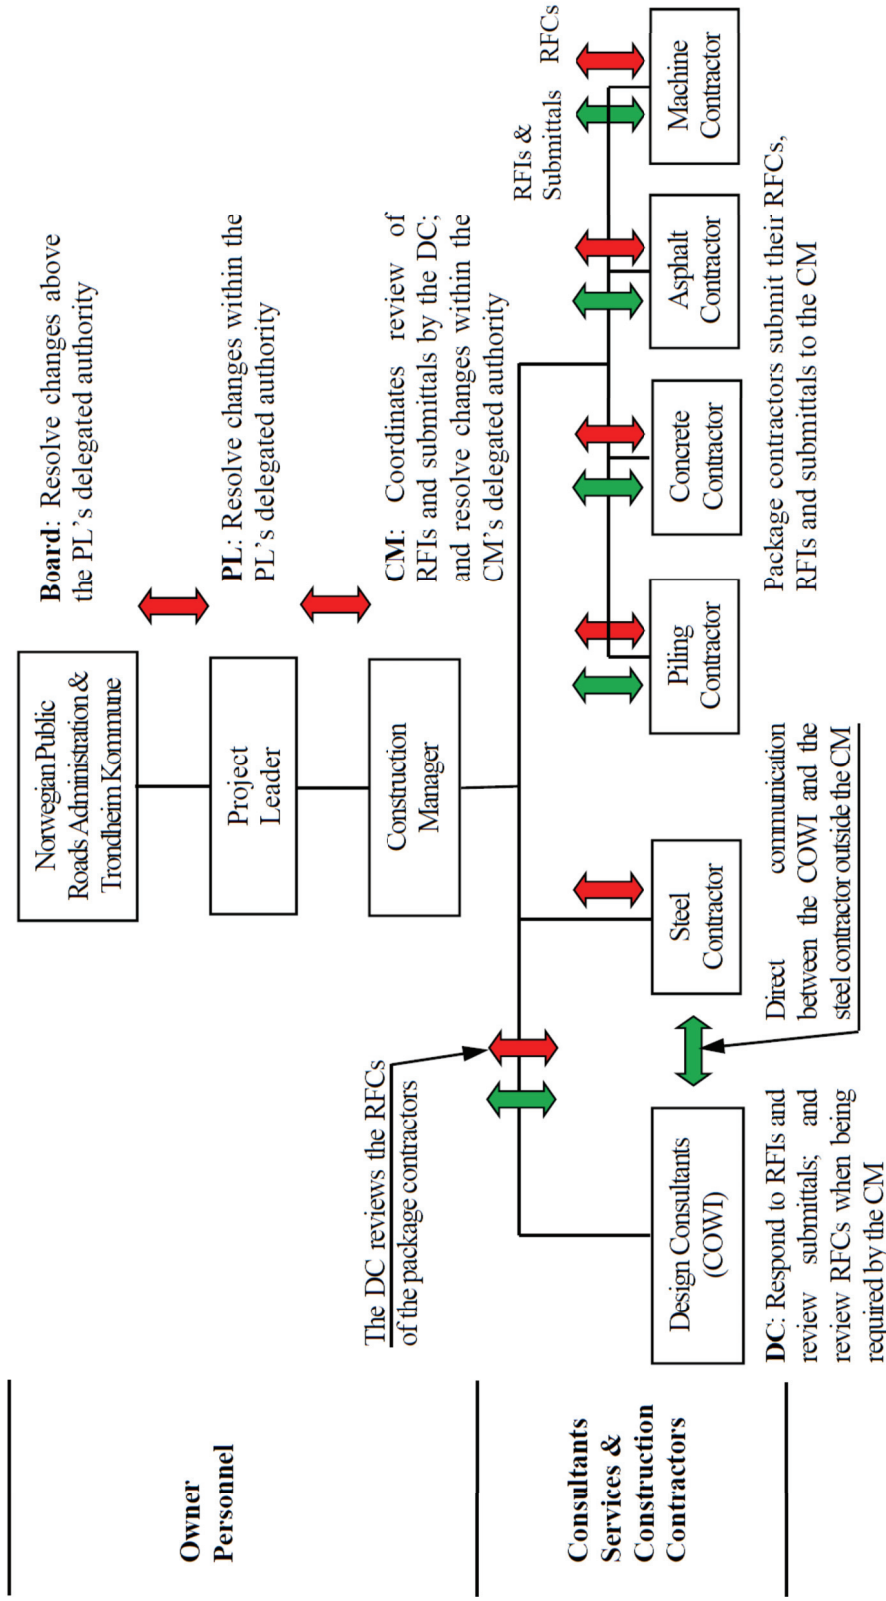 Owner
Personnel
Consultants
Services &
Construction
Contractors
Norwegian Public
Roads Administration &
Trondheim Kommune
Board: Resolve changes above
the PL’s delegated authority
Project
Leader
PL: Resolve changes within the
PL’s delegated authority
Construction
Manager
CM: Coordinates review of
RFIs and submittals by the DC;
and resolve changes within the
CM’s delegated authority
The DC reviews the RFCs
of the package contractors
RFIs &
Submittals
RFCs
Design Consultants
(COWI)
Steel
Contractor
Piling
Contractor
Concrete
Contractor
Asphalt
Contractor
Machine
Contractor
DC: Respond to RFIs and
review submittals; and
review RFCs when being
required by the CM
Direct communication
between the COWI and the
steel contractor outside the CM
Package contractors submit their RFCs,
RFIs and submittals to the CM